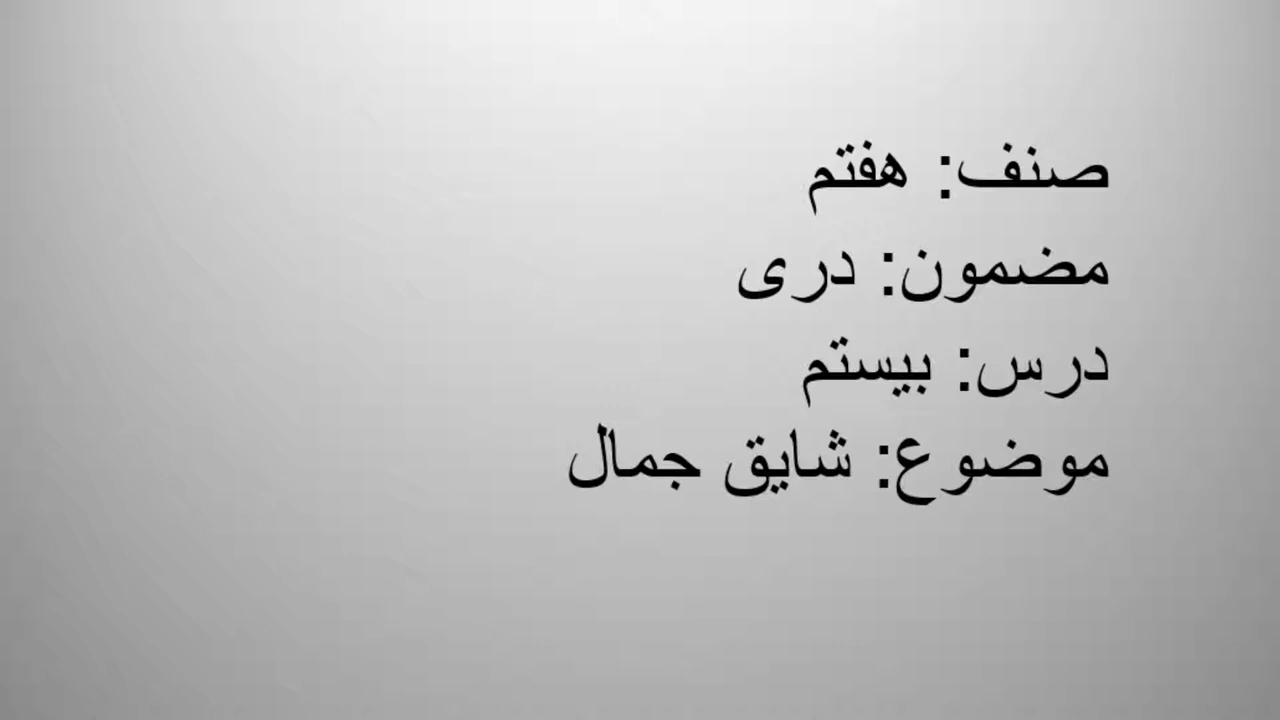 صنف: هفتم
مضمون: دری
درس: بیستم
موضوع: شایق جمال